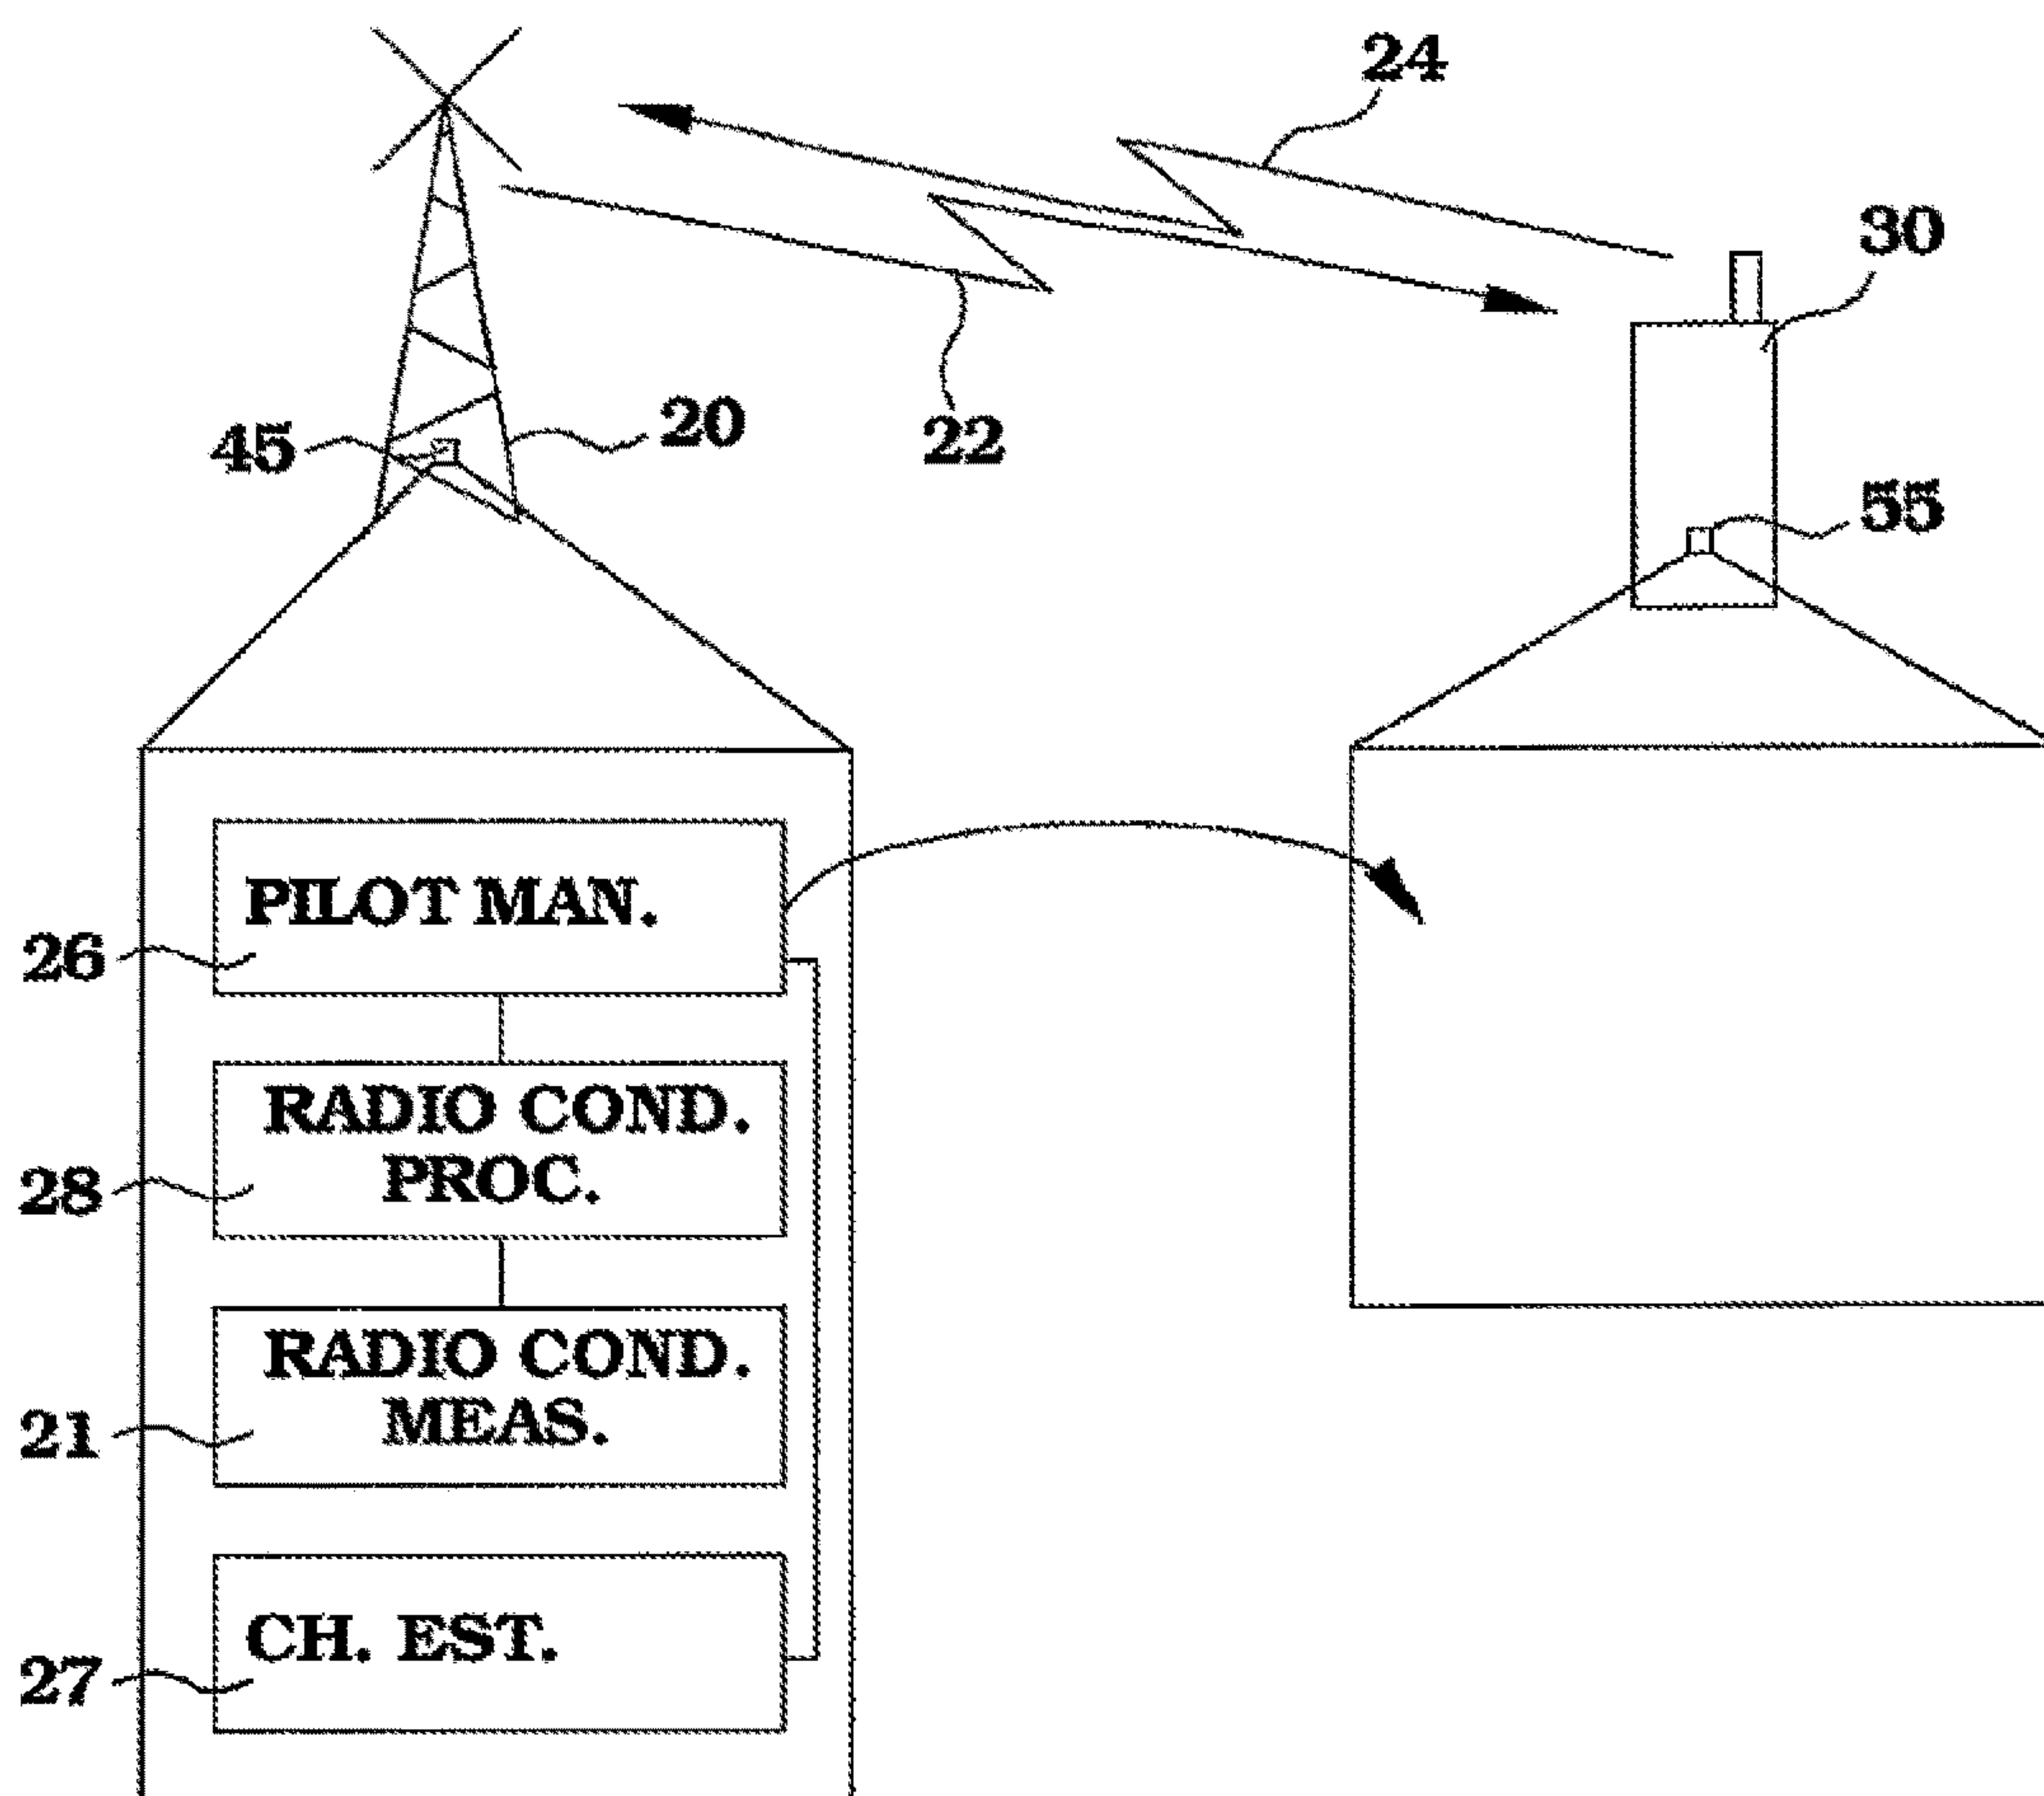 24
30
45
20
22
55
PILOT MAN.
26
RADIO COND.
PROC.
28
RADIO COND.
MEAS.
21
CH. EST.
27